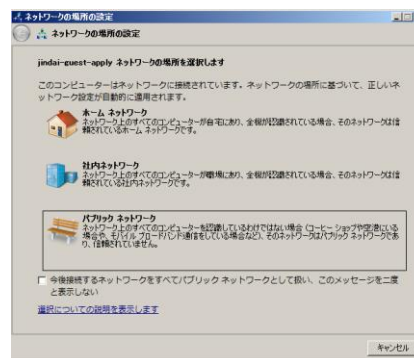 ネットワークの場所の設定
ネットワークの場所の設定
jindai-guest-apply ネットワークの場所を選択します
このコンピューターはネットワークに接続されています。ネットワークの場所に基づいて、正しいネ
ットワーク設定が自動的に適用されます。
ホーム ネットワーク
ネットワーク上のすべてのコンピューターが自宅にあり、全機が認識されている場合、そのネットワークは信
頼されているホーム ネットワークです。
社内ネットワーク
ネットワーク上のすべてのコンピューターが職場にあり、全機が認識されている場合、そのネットワークは信
頼されている社内ネットワークです。
パブリック ネットワーク
ネットワーク上のすべてのコンピューターを認識しているわけではない場合 (コーヒー ショップや空港にいる
場合や、モバイル ブロードバンド通信をしている場合など)、そのネットワークはパブリック ネットワークであ
り、信頼されていません。
今後接続するネットワークをすべてパブリック ネットワークとして扱い、このメッセージを二度
と表示しない
選択についての説明を表示します
キャンセル